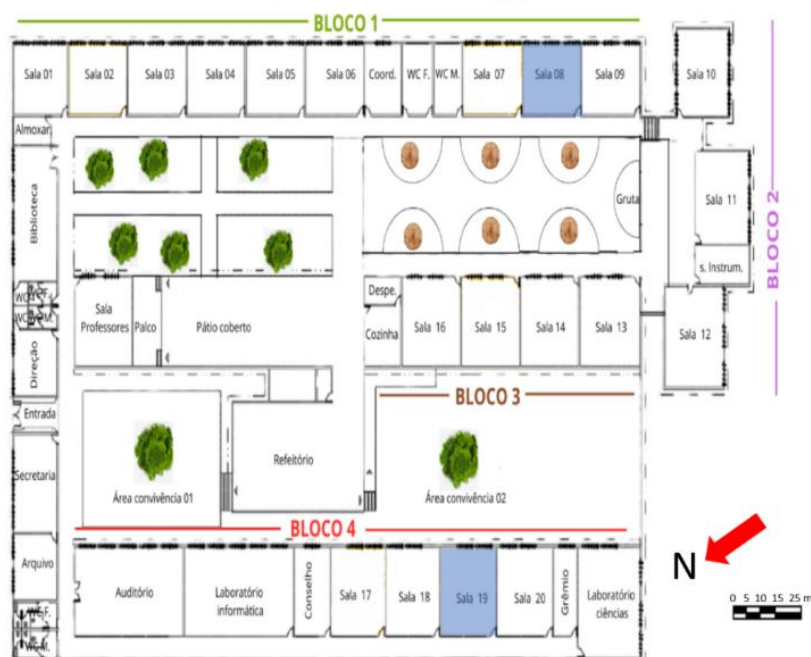 BLOCO 1
Sala 01 Sala 02 Sala 03 Sala 04 Sala 05 Sala 06 Coord. WC F. WC M. Sala 07 Sala 08 Sala 09 Sala 10
Almoxar.
Biblioteca
Gruta
Sala 11
s. Instrum.
BLOCO 2
WC F.
WC M.
Sala
Professores
Palco
Pátio coberto
Despe.
Cozinha
Sala 16 Sala 15 Sala 14 Sala 13 Sala 12
Direção
BLOCO 3
Entrada
Secretaria
Refeitório
Área convivência 01 Área convivência 02
BLOCO 4
N
Arquivo
Auditório
Laboratório
informática
Conselho
Sala 17 Sala 18 Sala 19 Sala 20
Grêmio
Laboratório
ciências
0 5 10 15 25 m
WC F.
WC M.